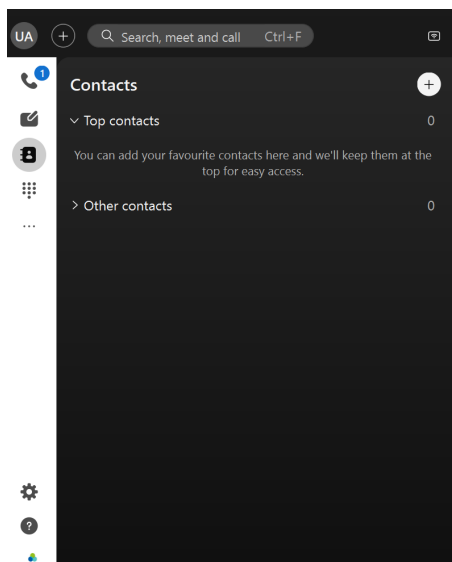 UA
Search, meet and call Ctrl+F
1
Contacts
Top contacts 0
You can add your favourite contacts here and we'll keep them at the
top for easy access.
Other contacts 0